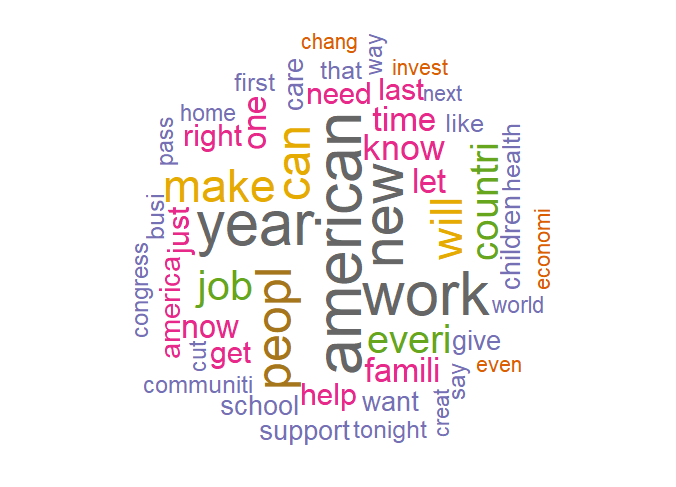 chang
way
that
care
invest
first
need
last
next
home
one
time
like
pass
right
can
know
health
make
american
new
let
will
countri
children
busi
just
year
congress
america
job
peopl
work
economi
world
now
everi
give
cut
get
famili
even
say
communiti
help
want
creat
school
support
tonight